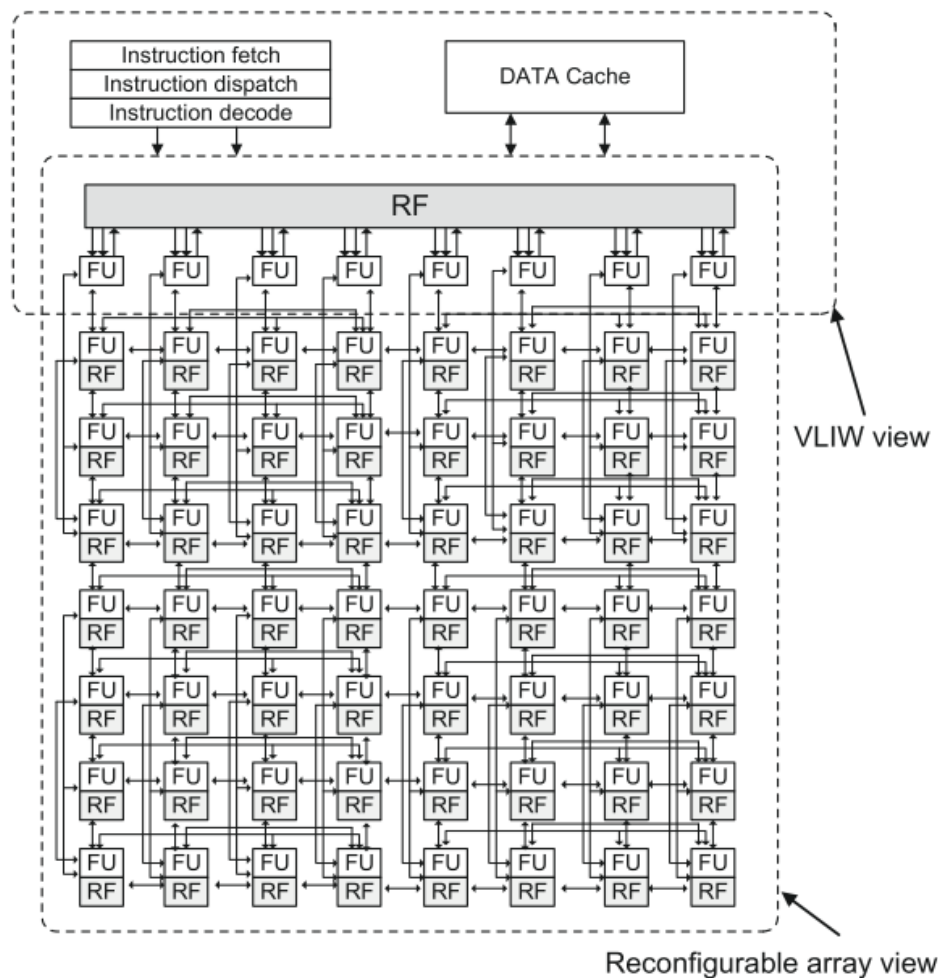 Instruction fetch
Instruction dispatch
Instruction decode
DATA Cache
RF
FU FU FU FU FU FU FU FU
FU FU FU FU FU FU FU FU
RF RF RF RF RF RF RF RF
FU FU FU FU FU FU FU FU
RF RF RF RF RF RF RF RF
VLIW view
FU FU FU FU FU FU FU FU
RF RF RF RF RF RF RF RF
FU FU FU FU FU FU FU FU
RF RF RF RF RF RF RF RF
FU FU FU FU FU FU FU FU
RF RF RF RF RF RF RF RF
FU FU FU FU FU FU FU FU
RF RF RF RF RF RF RF RF
FU FU FU FU FU FU FU FU
RF RF RF RF RF RF RF RF
Reconfigurable array view